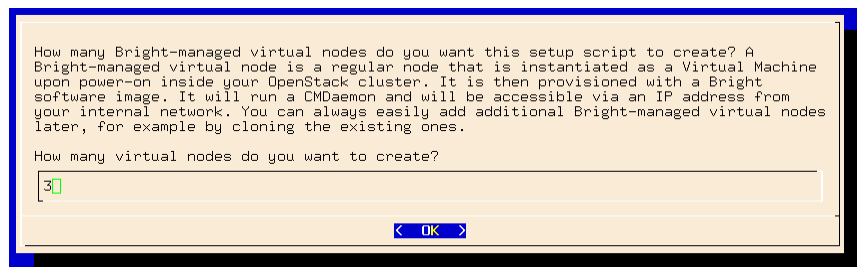 How many Bright-managed virtual nodes do you want this setup script to create? A
Bright-managed virtual node is a regular node that is instantiated as a Virtual Machine
upon power-on inside your OpenStack cluster. It is then provisioned with a Bright
software image. It will run a CMDaemon and will be accessible via an IP address from
your internal network. You can always easily add additional Bright-managed virtual nodes
later, for example by cloning the existing ones.
How many virtual nodes do you want to create?
3
< OK >